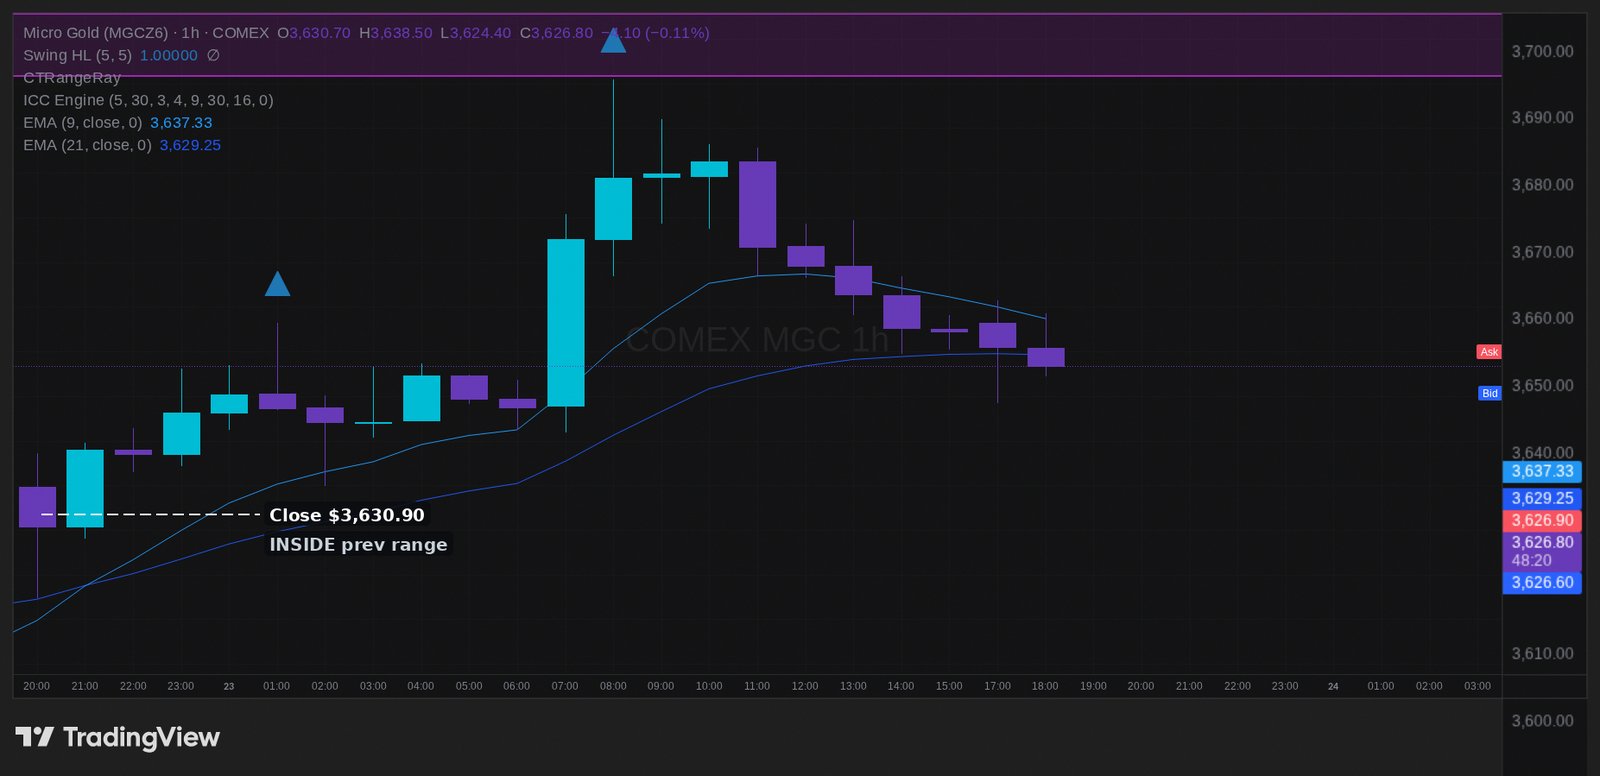 Micro Gold (MGCZ6) · 1h · COMEX O3,630.70 H3,638.50 L3,624.40 C3,626.80 (−0.11%)
Swing HL (5, 5) 1.00000 ∅
CTRangeRay
ICC Engine (5, 30, 3, 4, 9, 30, 16, 0)
EMA (9, close, 0) 3,637.33
EMA (21, close, 0) 3,629.25
COMEX MGC 1h
Close $3,630.90
INSIDE prev range
3,700.00
3,690.00
3,680.00
3,670.00
3,660.00
Ask
3,650.00
Bid
3,640.00
3,637.33
3,629.25
3,626.90
3,626.80
48:20
3,626.60
3,610.00
3,600.00
20:00 21:00 22:00 23:00 23 01:00 02:00 03:00 04:00 05:00 06:00 07:00 08:00 09:00 10:00 11:00 12:00 13:00 14:00 15:00 17:00 18:00 19:00 20:00 21:00 22:00 23:00 24 01:00 02:00 03:00
TradingView